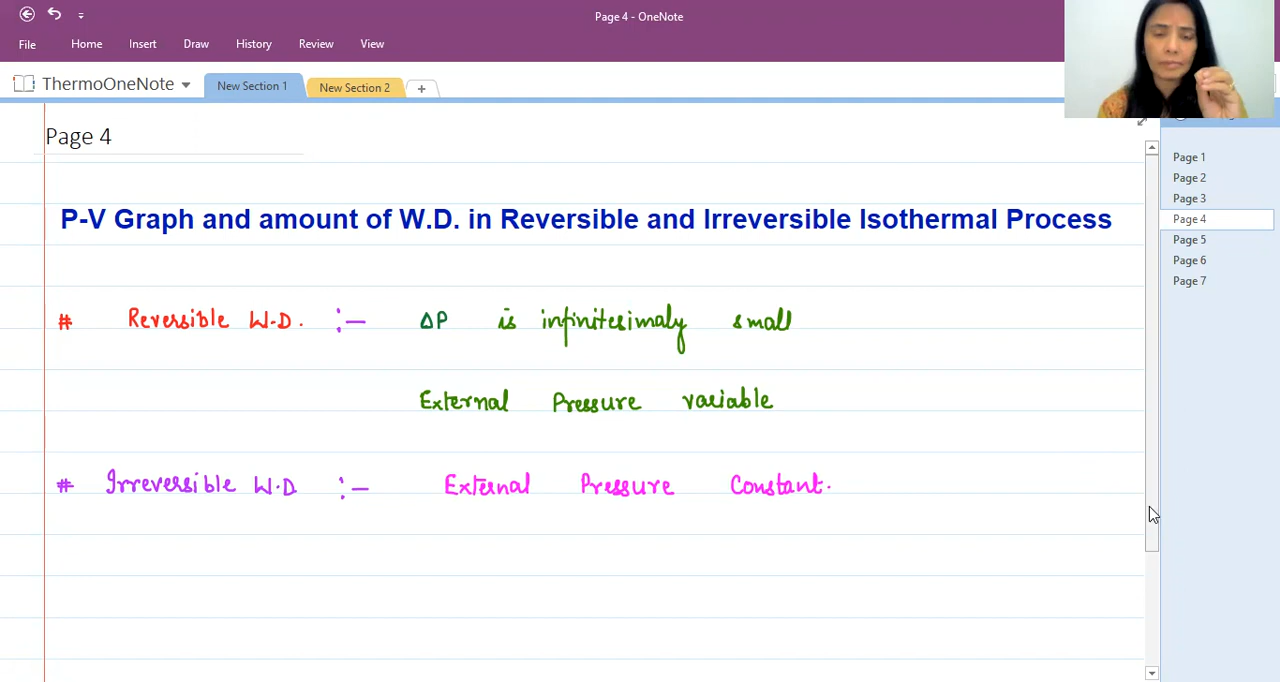 Page 4 - OneNote
File Home Insert Draw History Review View
ThermoOneNote New Section 1 New Section 2 +
Page 4
P-V Graph and amount of W.D. in Reversible and Irreversible Isothermal Process
# Reversible W.D. :- ΔP is infinitesimaly small
External Pressure variable
# Irreversible W.D :- External Pressure Constant.
Page 1
Page 2
Page 3
Page 4
Page 5
Page 6
Page 7